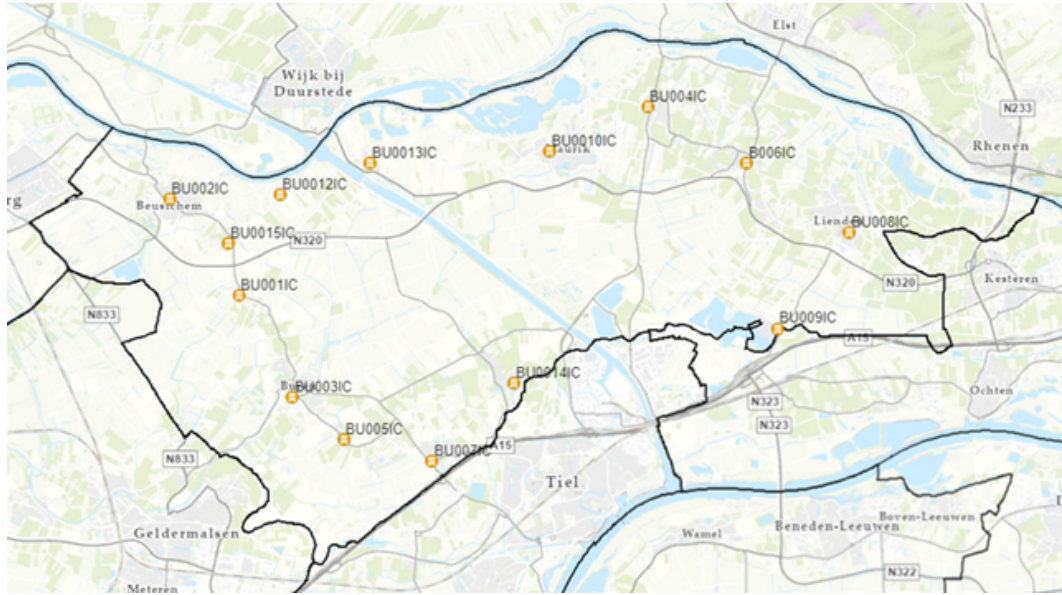 Elst
Wijk bij
Duurstede
N233
BU004IC
Rhenen
BU0010IC
BU0013IC
B006IC
BU002IC
BU0012IC
Beusichem
Lienden
BU008IC
BU0015IC
N320
Kesteren
N320
BU001IC
N833
BU009IC
A15
BU0014IC
Ochten
BU003IC
N323
N323
BU005IC
A15
BU007IC
N833
Tiel
Geldermalsen
Wamel
Beneden-Leeuwen
Boven-Leeuwen
N322
Meteren